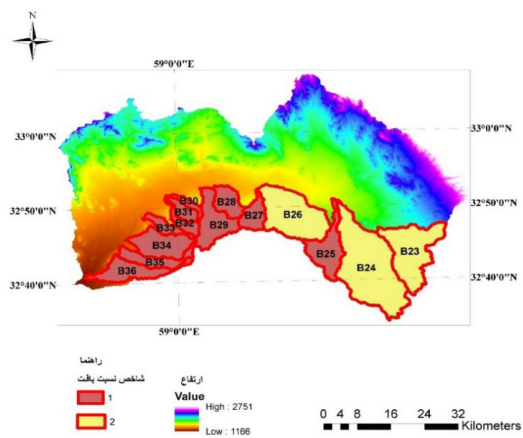 N
59°0'0"E
33°0'0"N
33°0'0"N
32°50'0"N
32°50'0"N
32°40'0"N
32°40'0"N
B30
B31
B32
B33
B28
B29
B27
B26
B34
B35
B36
B25
B24
B23
59°0'0"E
راهنما
شاخص نسبت بافت
1
2
ارتفاع
Value
High : 2751
Low : 1166
0 4 8 16 24 32
Kilometers